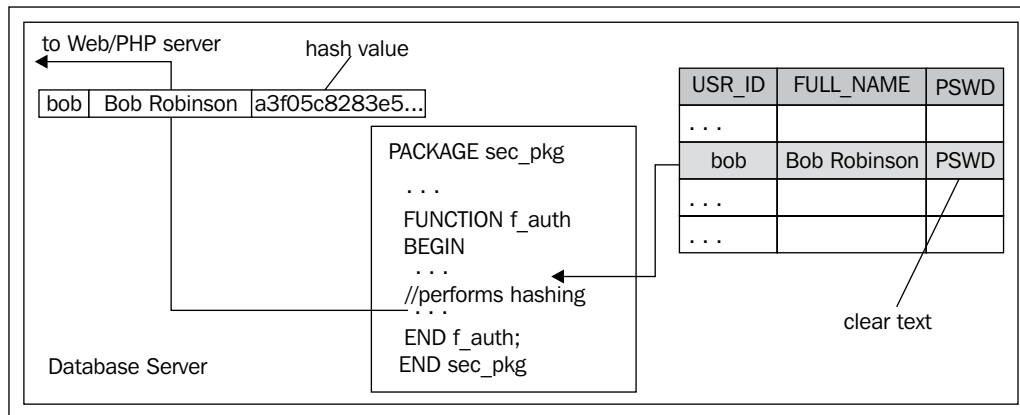 to Web/PHP server
hash value
bob Bob Robinson a3f05c8283e5...
PACKAGE sec_pkg
...
FUNCTION f_auth
BEGIN
...
//performs hashing
...
END f_auth;
END sec_pkg
USR_ID FULL_NAME PSWD
...
bob Bob Robinson PSWD
...
...
clear text
Database Server